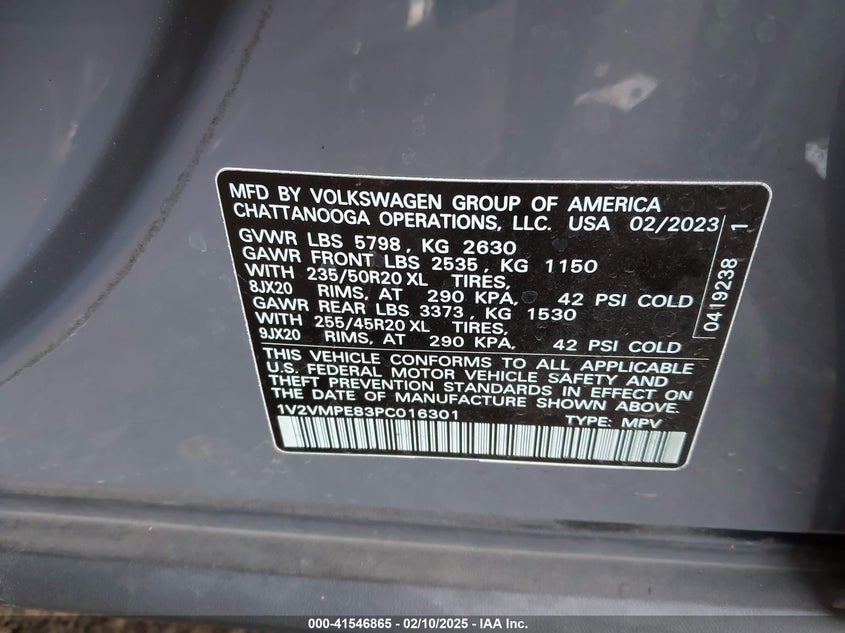 MFD BY VOLKSWAGEN GROUP OF AMERICA
CHATTANOOGA OPERATIONS, LLC. USA 02/2023
GVWR LBS 5798, KG 2630
GAWR FRONT LBS 2535, KG 1150
WITH 235/50R20 XL TIRES,
8JX20 RIMS, AT 290 KPA, 42 PSI COLD
GAWR REAR LBS 3373, KG 1530
WITH 255/45R20 XL TIRES,
9JX20 RIMS, AT 290 KPA, 42 PSI COLD
0419238 1
THIS VEHICLE CONFORMS TO ALL APPLICABLE
U.S. FEDERAL MOTOR VEHICLE SAFETY AND
THEFT PREVENTION STANDARDS IN EFFECT ON
THE DATE OF MANUFACTURE SHOWN ABOVE.
1V2VMPE83PC016301 TYPE: MPV
000-41546865 - 02/10/2025 - IAA Inc.